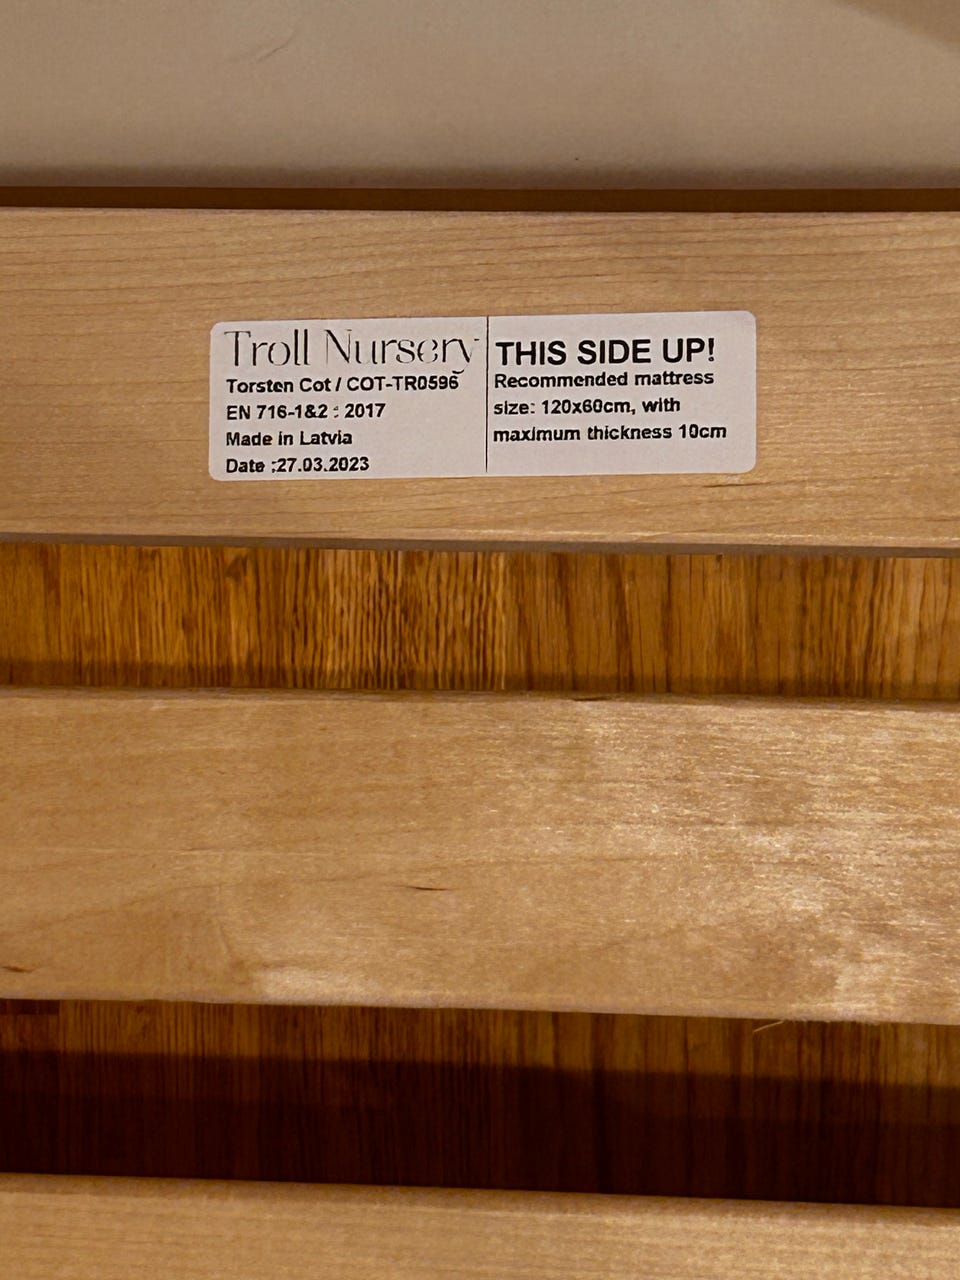 Troll Nursery
Torsten Cot / COT-TR0596
EN 716-1&2 : 2017
Made in Latvia
Date :27.03.2023
THIS SIDE UP!
Recommended mattress
size: 120x60cm, with
maximum thickness 10cm